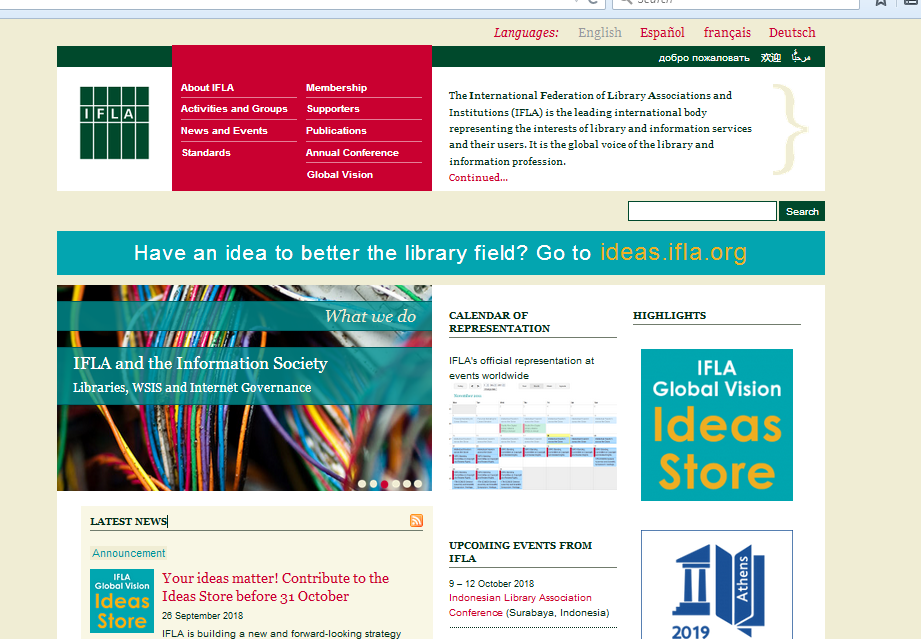 Search
Languages: English Español français Deutsch
добро пожаловать 欢迎 مرحبًا
IFLA
About IFLA
Activities and Groups
News and Events
Standards
Membership
Supporters
Publications
Annual Conference
Global Vision
The International Federation of Library Associations and
Institutions (IFLA) is the leading international body
representing the interests of library and information services
and their users. It is the global voice of the library and
information profession.
Continued...
Search
Have an idea to better the library field? Go to ideas.ifla.org
What we do
IFLA and the Information Society
Libraries, WSIS and Internet Governance
LATEST NEWS
Announcement
IFLA
Global Vision
Ideas
Store
Your ideas matter! Contribute to the
Ideas Store before 31 October
26 September 2018
IFLA is building a new and forward-looking strategy
CALENDAR OF
REPRESENTATION
IFLA's official representation at
events worldwide
UPCOMING EVENTS FROM
IFLA
9 – 12 October 2018
Indonesian Library Association
Conference (Surabaya, Indonesia)
HIGHLIGHTS
IFLA
Global Vision
Ideas
Store
Athens
2019